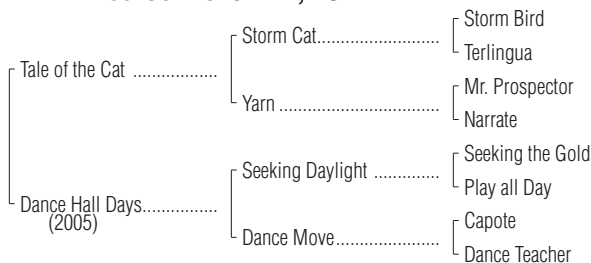 Storm Bird
Storm Cat........................
Terlingua
Tale of the Cat .................
Mr. Prospector
Yarn ................................
Narrate
Seeking the Gold
Seeking Daylight .............
Play all Day
Dance Hall Days...............
(2005)
Capote
Dance Move.....................
Dance Teacher